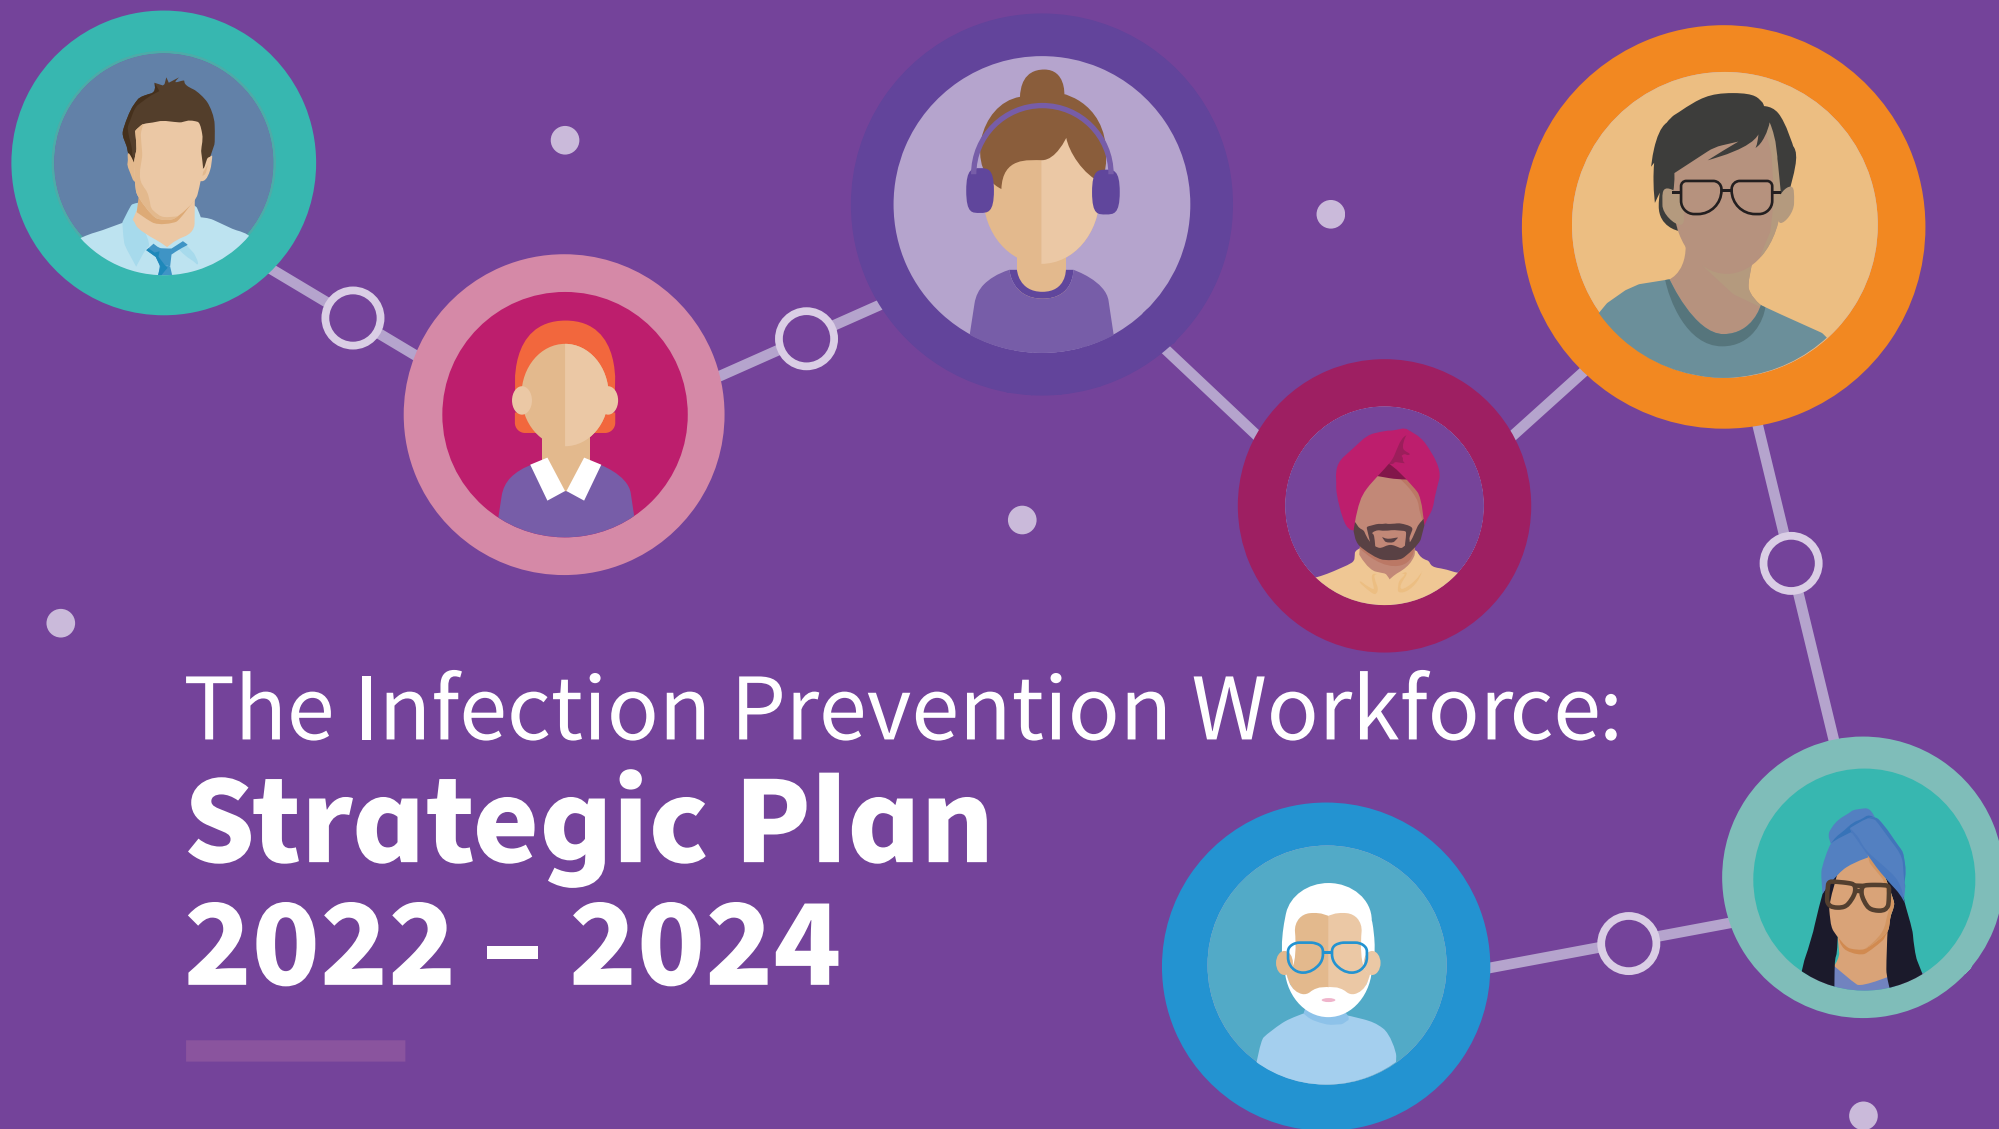 The Infection Prevention Workforce:
Strategic Plan
2022 – 2024